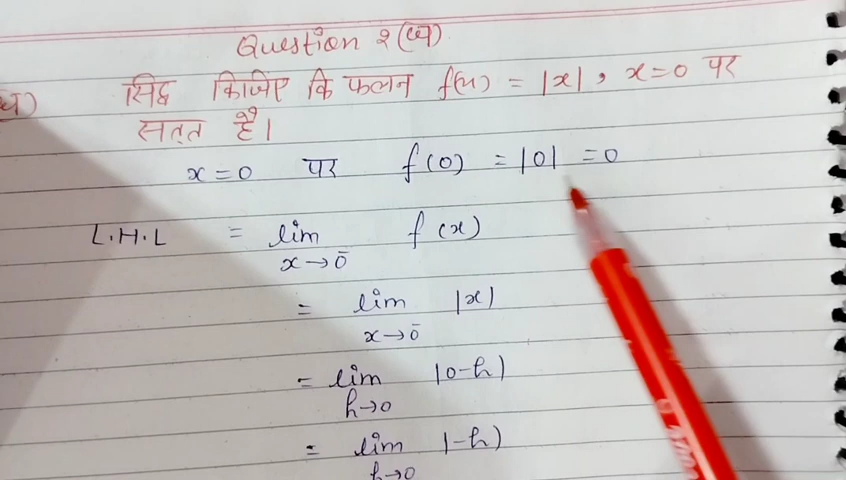 Question 2 (ब)
सिद्ध किजिए कि फलन f(x) = |x|, x=0 पर
सतत है।
x=0 पर f(0) = |0| = 0
L.H.L = lim f(x)
x→0⁻
= lim |x|
x→0⁻
= lim |0-h|
h→0
= lim |-h|
h→0